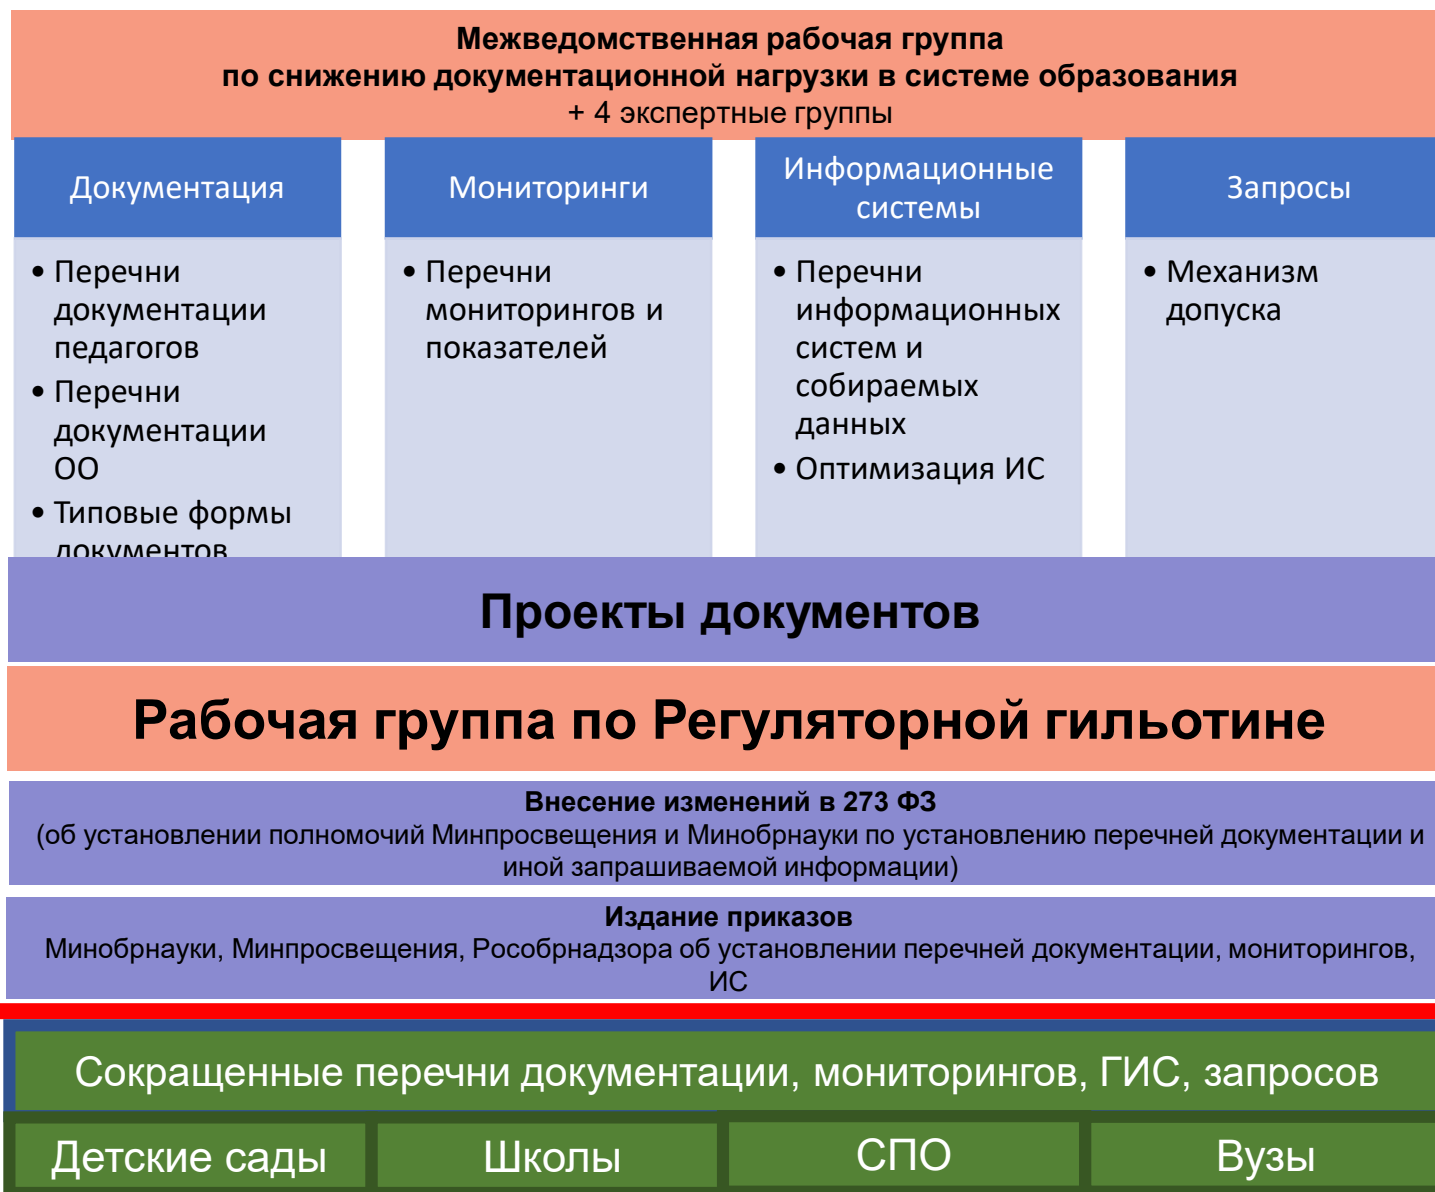 Межведомственная рабочая группа
по снижению документационной нагрузки в системе образования
+ 4 экспертные группы
Документация
• Перечни
документации
педагогов
• Перечни
документации
ОО
• Типовые формы
документов
Мониторинги
• Перечни
мониторингов и
показателей
Информационные
системы
• Перечни
информационных
систем и
собираемых
данных
• Оптимизация ИС
Запросы
• Механизм
допуска
Проекты документов
Рабочая группа по Регуляторной гильотине
Внесение изменений в 273 ФЗ
(об установлении полномочий Минпросвещения и Минобрнауки по установлению перечней документации и
иной запрашиваемой информации)
Издание приказов
Минобрнауки, Минпросвещения, Рособрнадзора об установлении перечней документации, мониторингов,
ИС
Сокращенные перечни документации, мониторингов, ГИС, запросов
Детские сады
Школы
СПО
Вузы